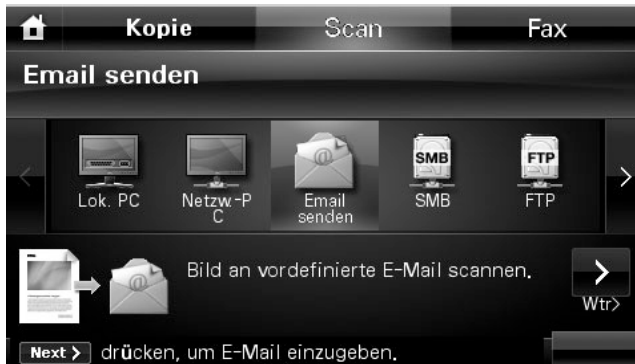 Kopie Scan Fax
Email senden
SMB FTP
Lok. PC Netzw.-P Email SMB FTP
C senden
Bild an vordefinierte E-Mail scannen.
Wtr>
Next > drücken, um E-Mail einzugeben.